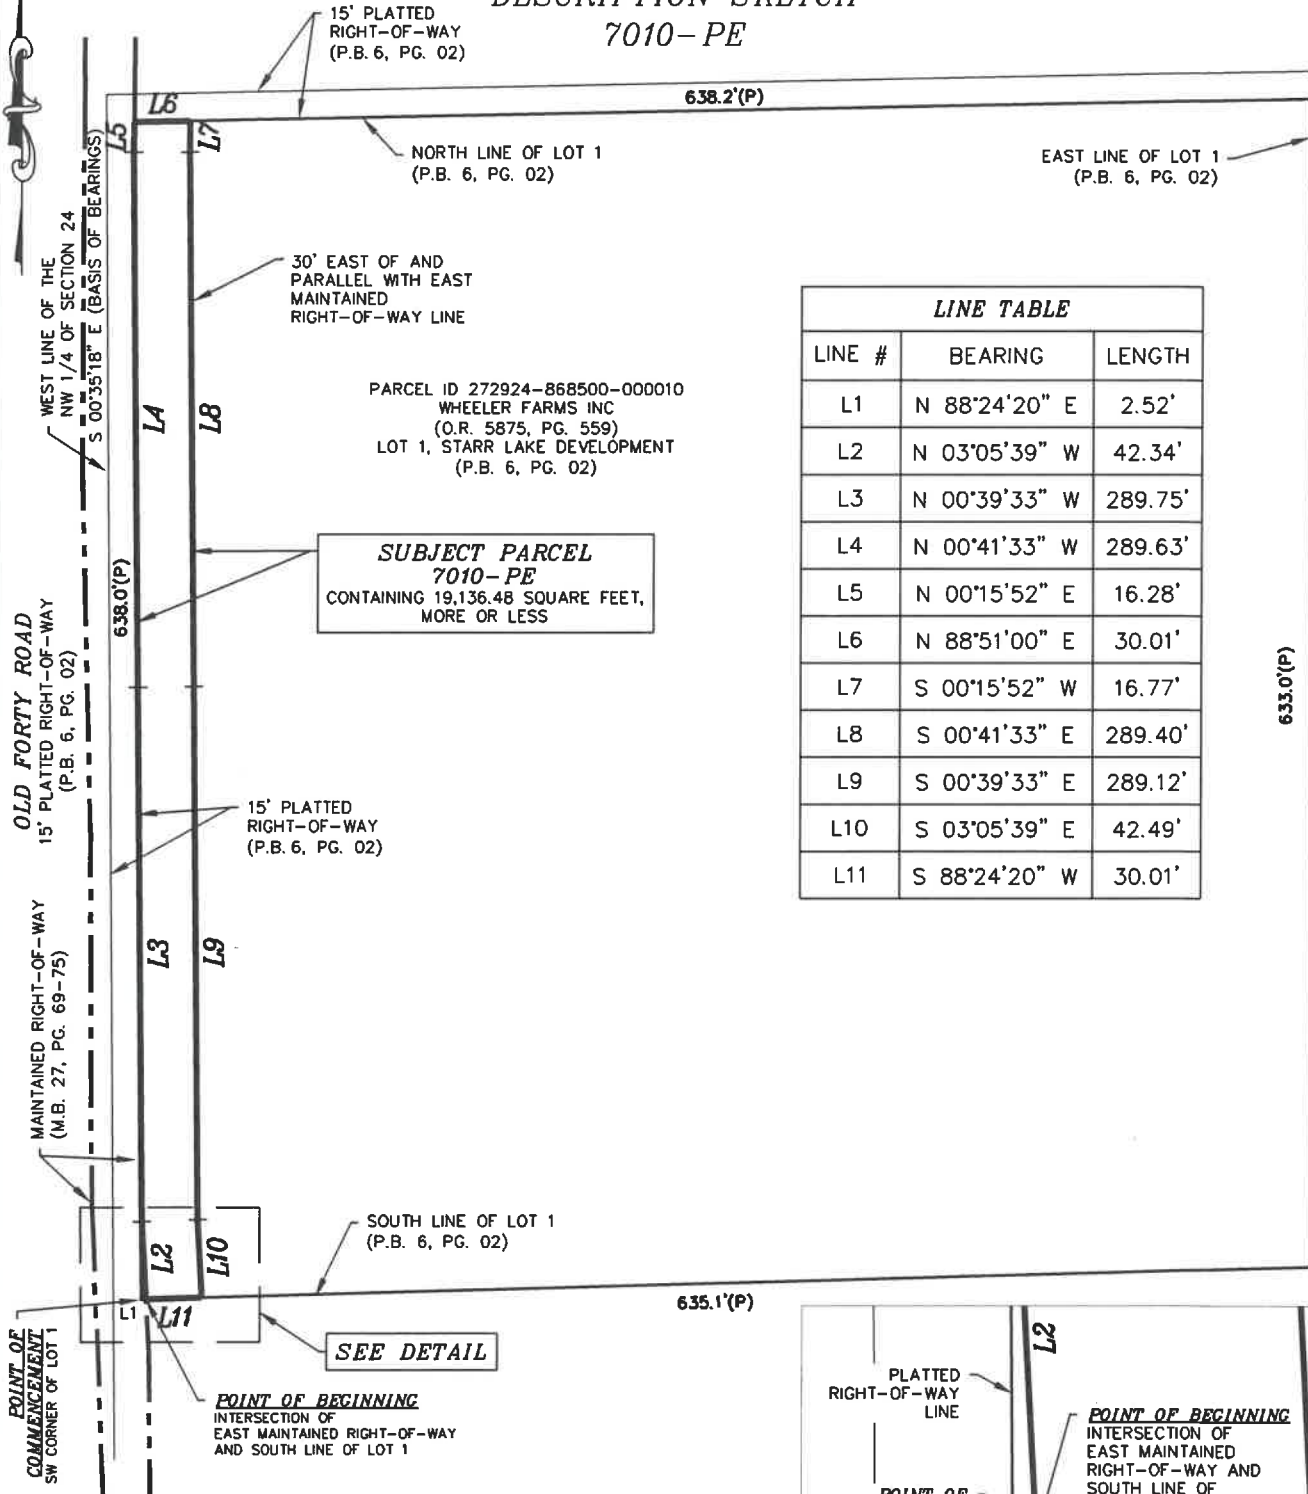 DESCRIPTION SKETCH
7010-PE
15' PLATTED
RIGHT-OF-WAY
(P.B. 6, PG. 02)
638.2'(P)
L6
L5
L7
NORTH LINE OF LOT 1
(P.B. 6, PG. 02)
EAST LINE OF LOT 1
(P.B. 6, PG. 02)
WEST LINE OF THE
NW 1/4 OF SECTION 24
S 00°35'18" E (BASIS OF BEARINGS)
30' EAST OF AND
PARALLEL WITH EAST
MAINTAINED
RIGHT-OF-WAY LINE
L4
L8
PARCEL ID 272924-868500-000010
WHEELER FARMS INC
(O.R. 5875, PG. 559)
LOT 1, STARR LAKE DEVELOPMENT
(P.B. 6, PG. 02)
SUBJECT PARCEL
7010-PE
CONTAINING 19,136.48 SQUARE FEET,
MORE OR LESS
LINE TABLE
LINE # BEARING LENGTH
L1 N 88°24'20" E 2.52'
L2 N 03°05'39" W 42.34'
L3 N 00°39'33" W 289.75'
L4 N 00°41'33" W 289.63'
L5 N 00°15'52" E 16.28'
L6 N 88°51'00" E 30.01'
L7 S 00°15'52" W 16.77'
L8 S 00°41'33" E 289.40'
L9 S 00°39'33" E 289.12'
L10 S 03°05'39" E 42.49'
L11 S 88°24'20" W 30.01'
638.0'(P)
633.0'(P)
OLD FORTY ROAD
15' PLATTED RIGHT-OF-WAY
(P.B. 6, PG. 02)
15' PLATTED
RIGHT-OF-WAY
(P.B. 6, PG. 02)
MAINTAINED RIGHT-OF-WAY
(M.B. 27, PG. 69-75)
L3
L9
SOUTH LINE OF LOT 1
(P.B. 6, PG. 02)
L2
L10
L1
L11
635.1'(P)
SEE DETAIL
POINT OF
COMMENCEMENT
SW CORNER OF LOT 1
POINT OF BEGINNING
INTERSECTION OF
EAST MAINTAINED RIGHT-OF-WAY
AND SOUTH LINE OF LOT 1
L2
PLATTED
RIGHT-OF-WAY
LINE
POINT OF BEGINNING
INTERSECTION OF
EAST MAINTAINED
RIGHT-OF-WAY AND
SOUTH LINE OF
POINT OF